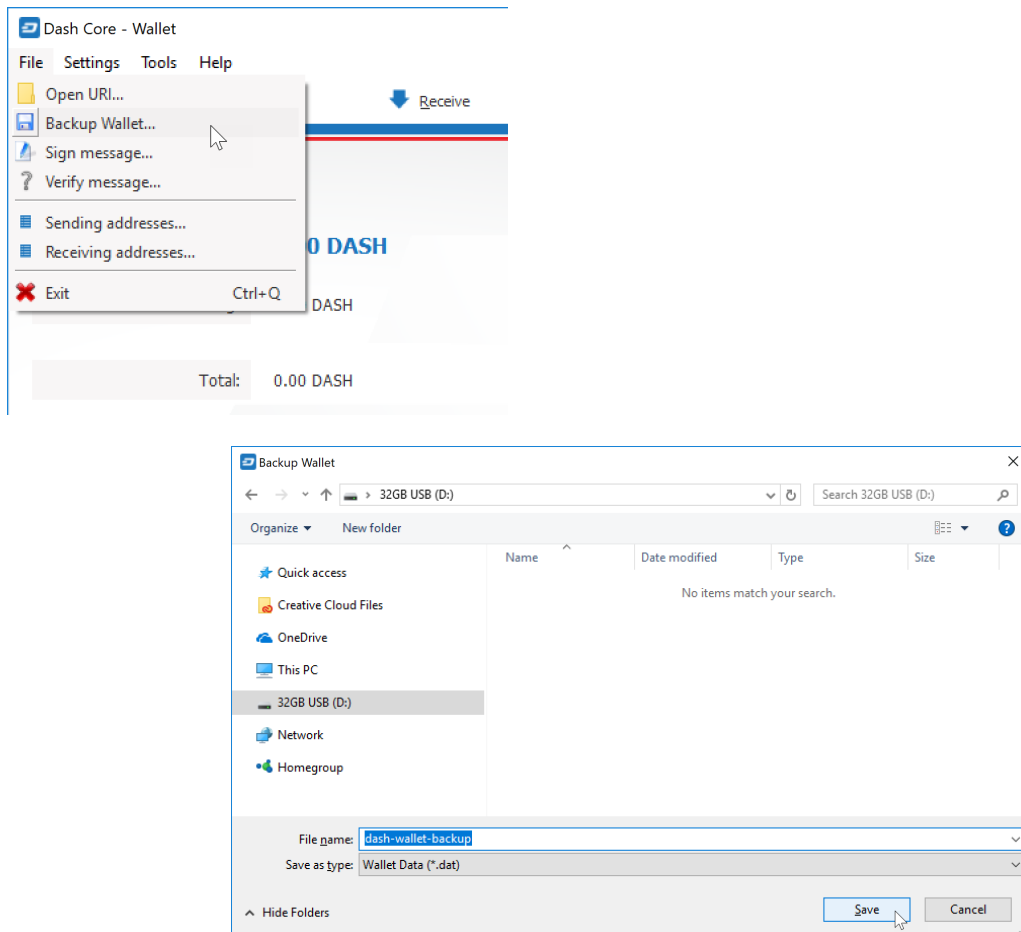 Dash Core - Wallet
File Settings Tools Help
Open URI...
Backup Wallet...
Receive
Sign message...
Verify message...
Sending addresses...
0 DASH
Receiving addresses...
Exit Ctrl+Q
DASH
Total: 0.00 DASH
Backup Wallet
32GB USB (D:) Search 32GB USB (D:)
Organize New folder
Name Date modified Type Size
No items match your search.
Quick access
Creative Cloud Files
OneDrive
This PC
32GB USB (D:)
Network
Homegroup
File name: dash-wallet-backup
Save as type: Wallet Data (*.dat)
Hide Folders Save Cancel